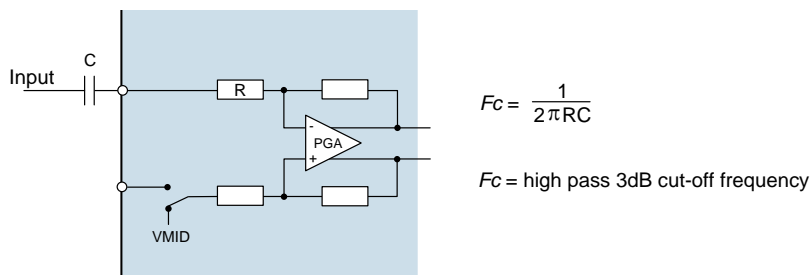 C
Input
R
-
PGA
+
VMID
Fc = 1
2πRC
Fc = high pass 3dB cut-off frequency